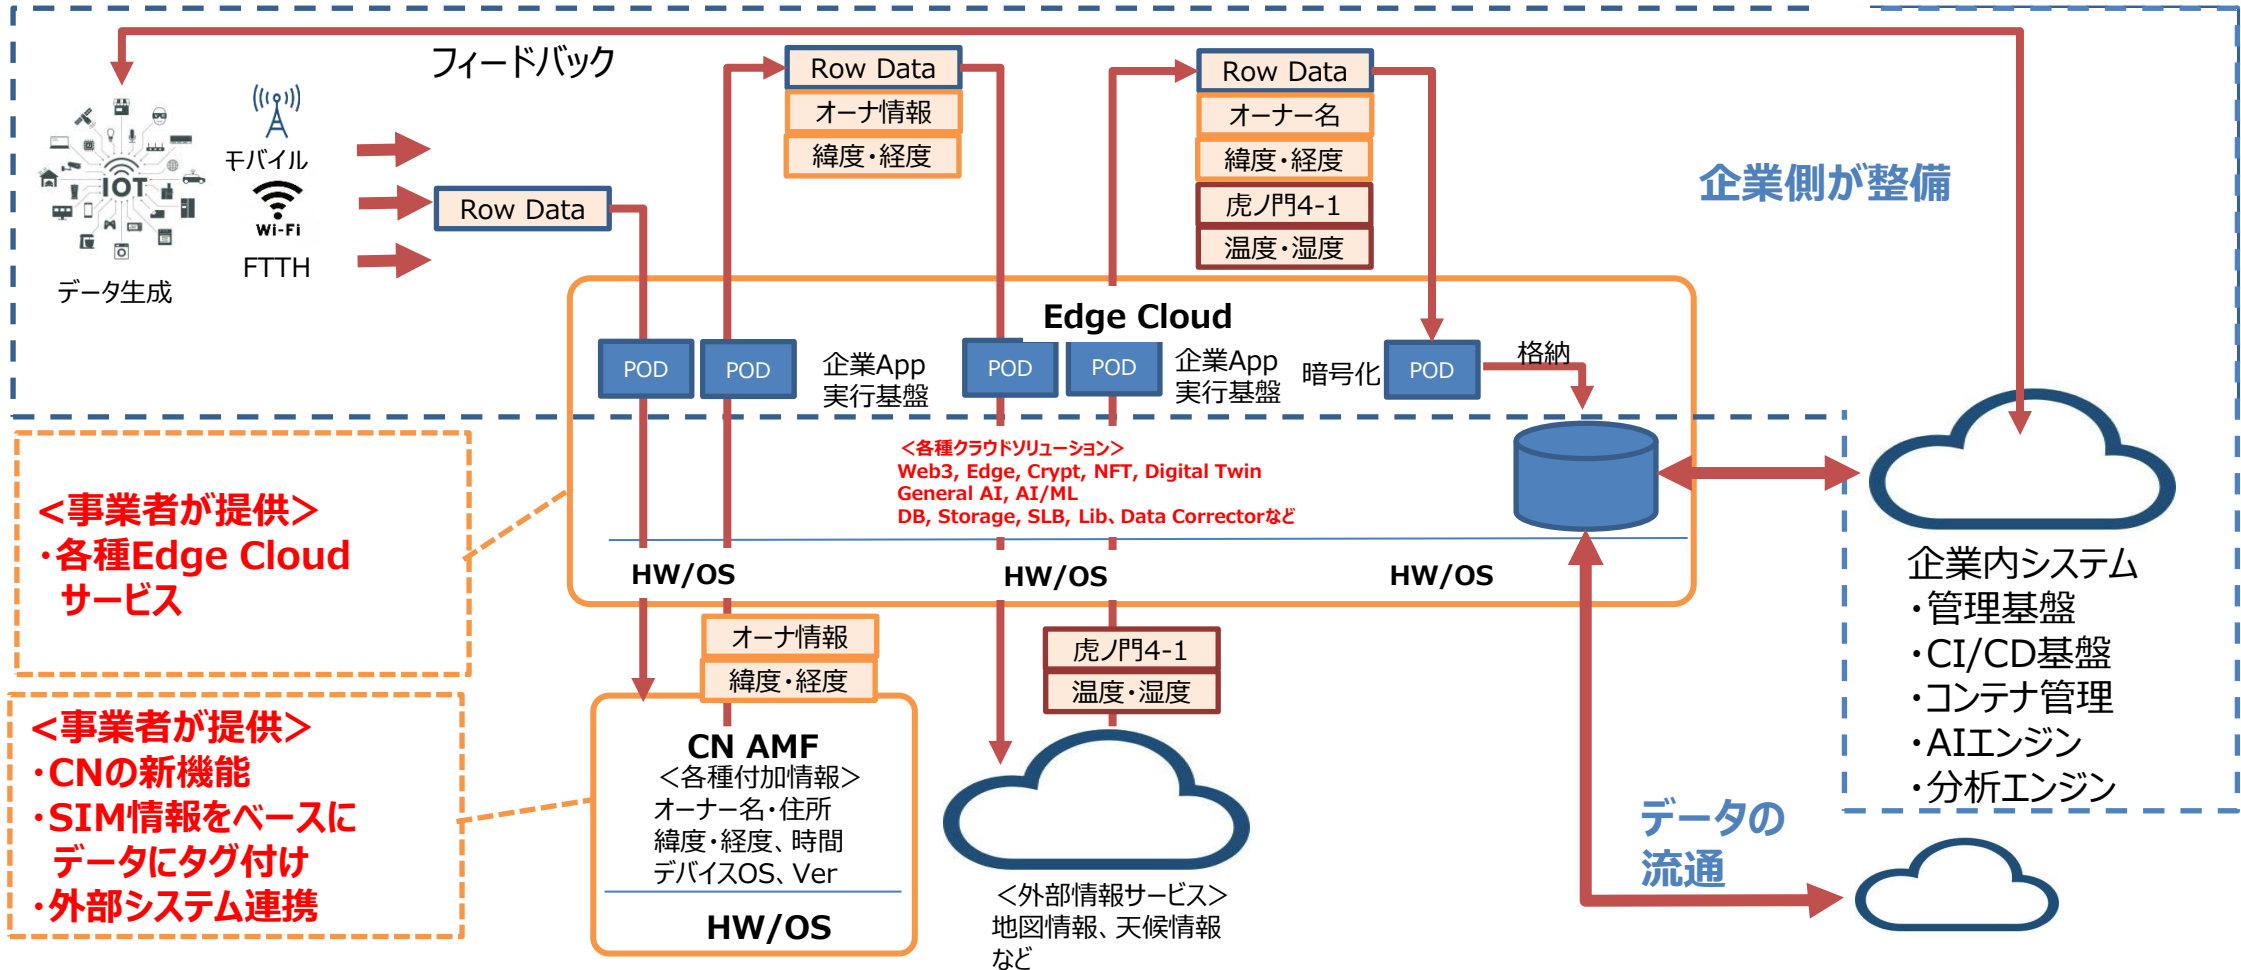 フィードバック
IOT
データ生成
モバイル
Wi-Fi
FTTH
Row Data
Row Data
オーナ情報
緯度・経度
Row Data
オーナー名
緯度・経度
虎ノ門4-1
温度・湿度
企業側が整備
Edge Cloud
POD
POD
企業App
実行基盤
POD
POD
企業App
実行基盤
暗号化
POD
格納
＜各種クラウドソリューション＞
Web3, Edge, Crypt, NFT, Digital Twin
General AI, AI/ML
DB, Storage, SLB, Lib、Data Correctorなど
HW/OS
HW/OS
HW/OS
＜事業者が提供＞
・各種Edge Cloud
サービス
オーナ情報
緯度・経度
虎ノ門4-1
温度・湿度
＜事業者が提供＞
・CNの新機能
・SIM情報をベースに
データにタグ付け
・外部システム連携
CN AMF
＜各種付加情報＞
オーナー名・住所
緯度・経度、時間
デバイスOS、Ver
HW/OS
＜外部情報サービス＞
地図情報、天候情報
など
企業内システム
・管理基盤
・CI/CD基盤
・コンテナ管理
・AIエンジン
・分析エンジン
データの
流通